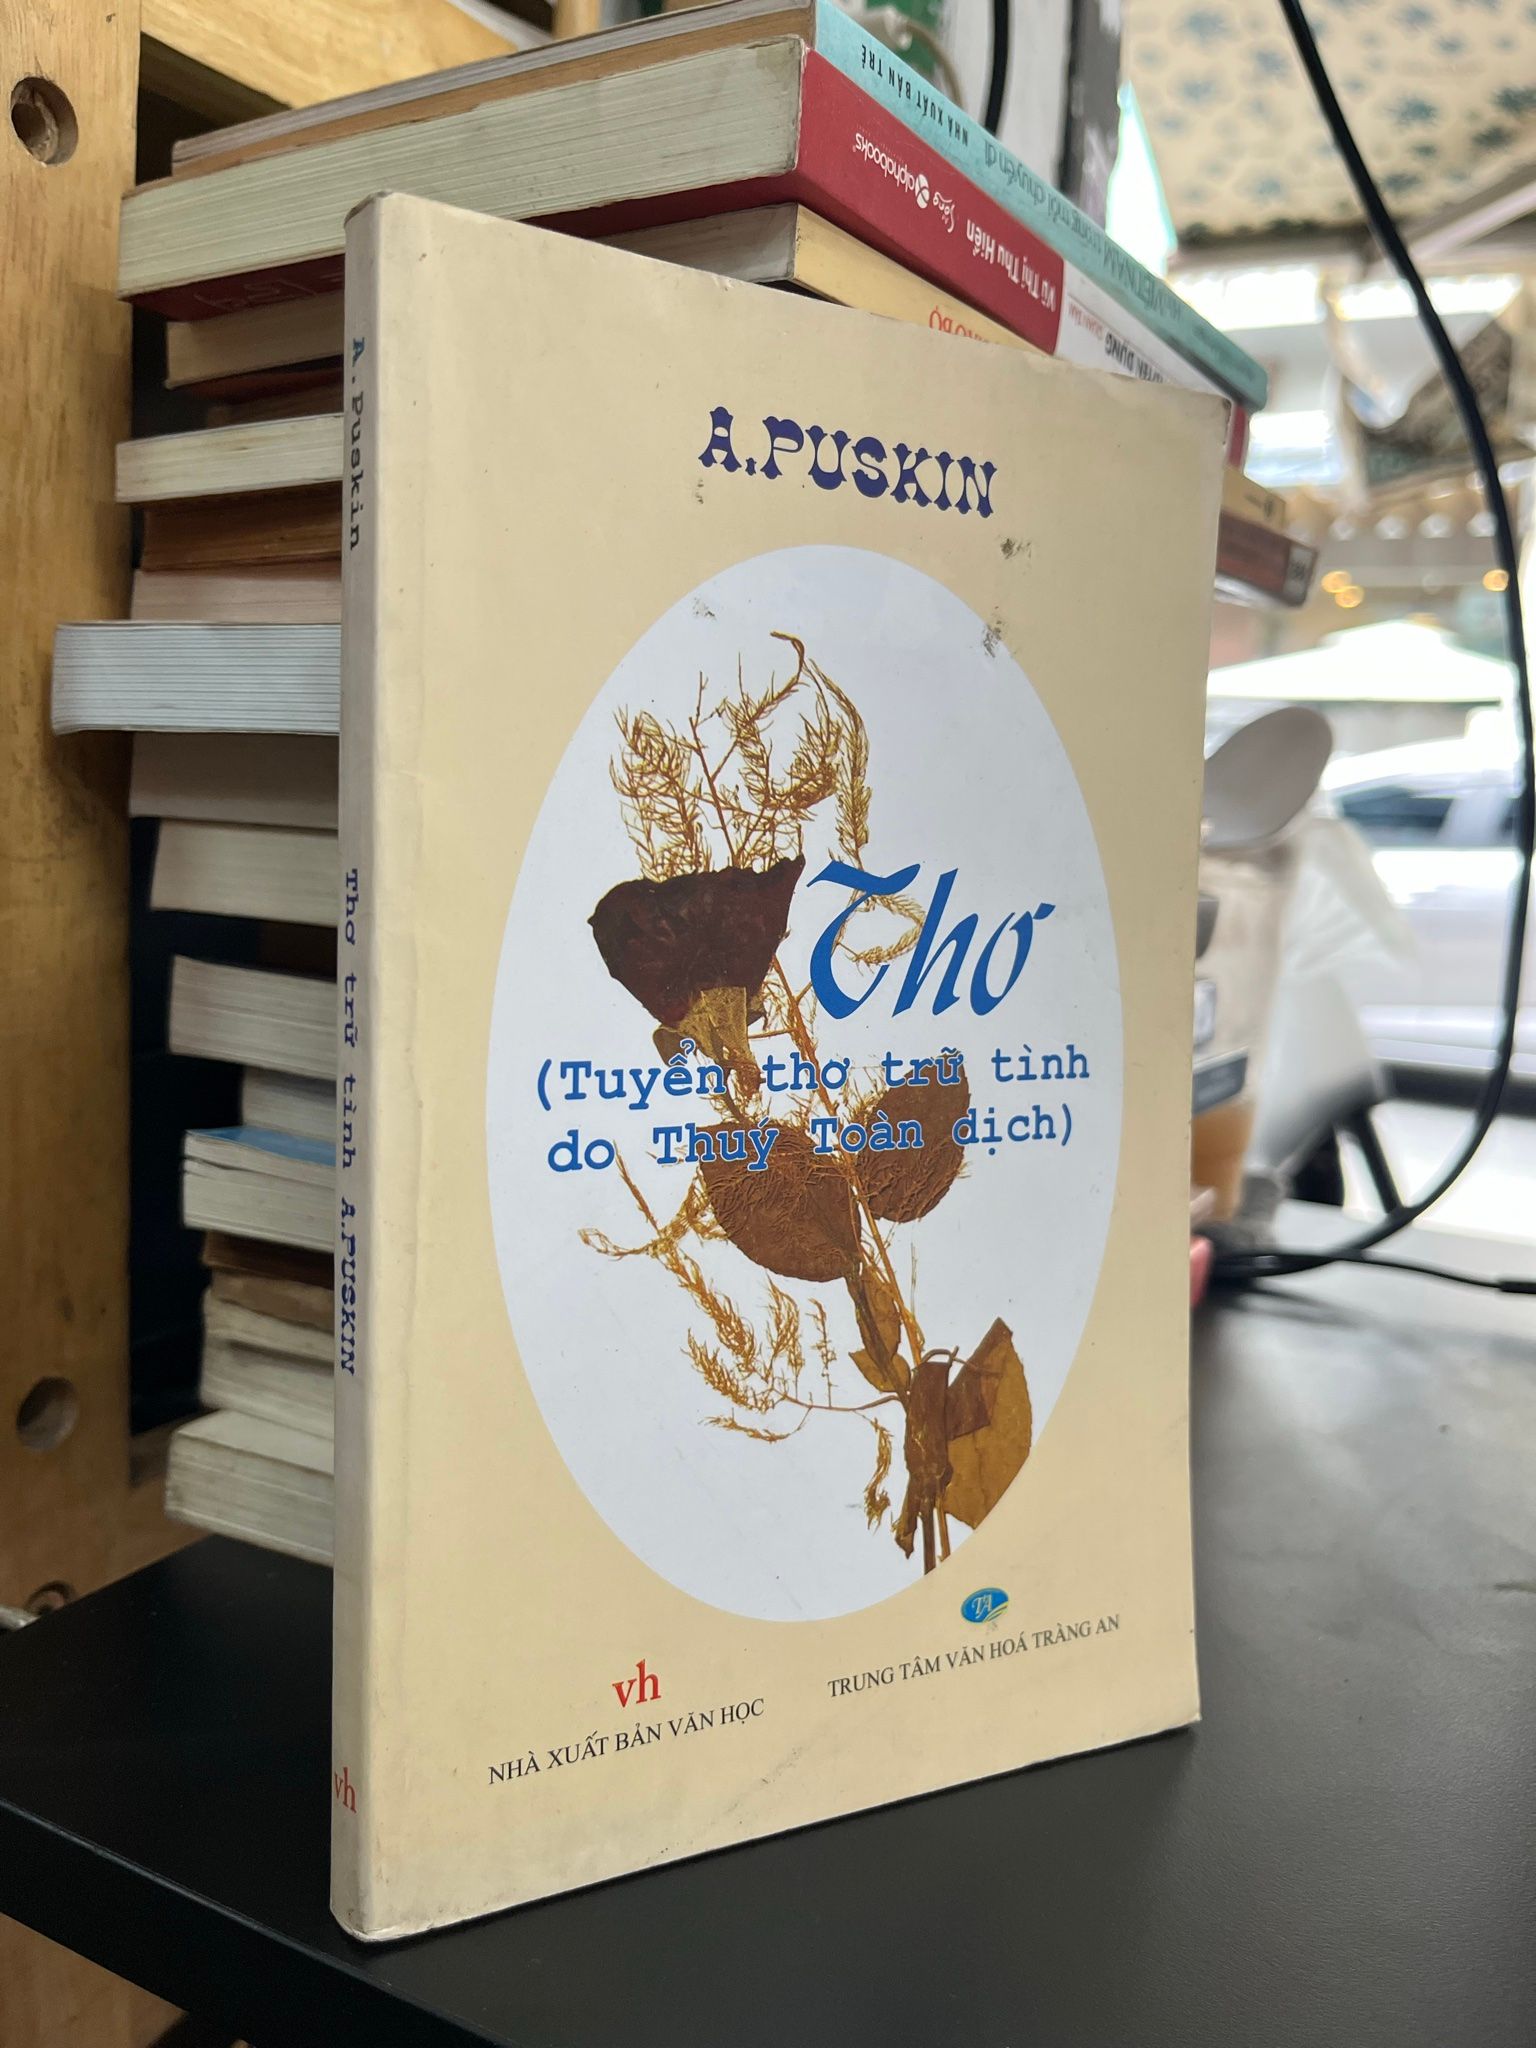 NHÀ XUẤT BẢN TRẺ
alphabooks
Vũ Thị Thu Hiền
A.PUSKIN
Thơ
(Tuyển thơ trữ tình
do Thuý Toàn dịch)
TA
TRUNG TÂM VĂN HOÁ TRÀNG AN
vh
NHÀ XUẤT BẢN VĂN HỌC
A.Puskin
Thơ trữ tình A.PUSKIN
vh